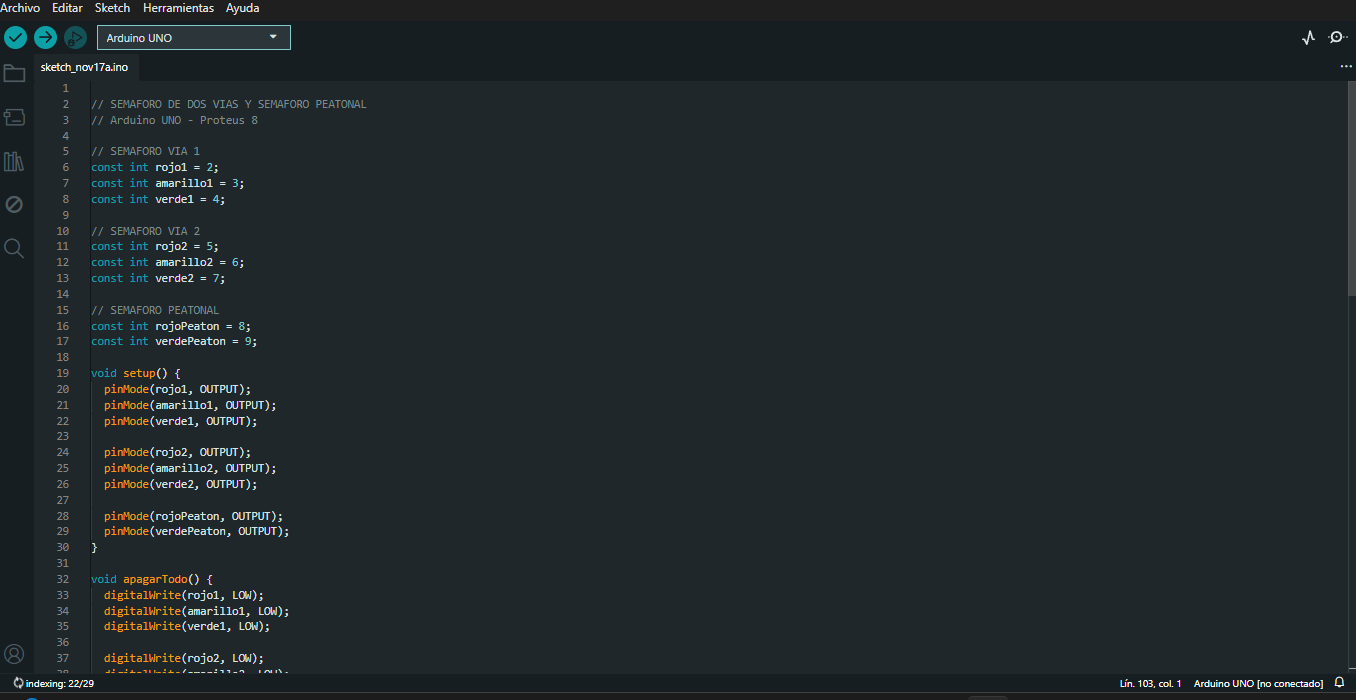 Archivo Editar Sketch Herramientas Ayuda
Arduino UNO
sketch_nov17a.ino
1
2 // SEMAFORO DE DOS VIAS Y SEMAFORO PEATONAL
3 // Arduino UNO - Proteus 8
4
5 // SEMAFORO VIA 1
6 const int rojo1 = 2;
7 const int amarillo1 = 3;
8 const int verde1 = 4;
9
10 // SEMAFORO VIA 2
11 const int rojo2 = 5;
12 const int amarillo2 = 6;
13 const int verde2 = 7;
14
15 // SEMAFORO PEATONAL
16 const int rojoPeaton = 8;
17 const int verdePeaton = 9;
18
19 void setup() {
20 pinMode(rojo1, OUTPUT);
21 pinMode(amarillo1, OUTPUT);
22 pinMode(verde1, OUTPUT);
23
24 pinMode(rojo2, OUTPUT);
25 pinMode(amarillo2, OUTPUT);
26 pinMode(verde2, OUTPUT);
27
28 pinMode(rojoPeaton, OUTPUT);
29 pinMode(verdePeaton, OUTPUT);
30 }
31
32 void apagarTodo() {
33 digitalWrite(rojo1, LOW);
34 digitalWrite(amarillo1, LOW);
35 digitalWrite(verde1, LOW);
36
37 digitalWrite(rojo2, LOW);
indexing: 22/29
Lín. 103, col. 1 Arduino UNO [no conectado]